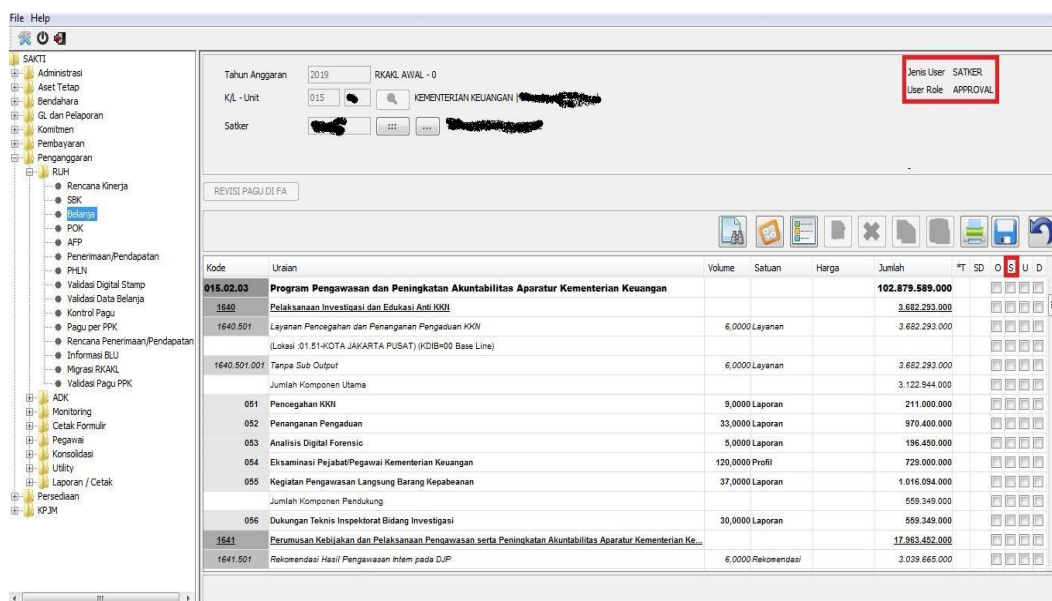 File Help
SAKTI
Administrasi
Aset Tetap
Bendahara
GL dan Pelaporan
Komitmen
Pembayaran
Penganggaran
RUH
Rencana Kinerja
SBK
Belanja
POK
AFP
Penerimaan/Pendapatan
PHLN
Validasi Digital Stamp
Validasi Data Belanja
Kontrol Pagu
Pagu per PPK
Rencana Penerimaan/Pendapatan
Informasi BLU
Migrasi RKAKL
Validasi Pagu PPK
ADK
Monitoring
Cetak Formulir
Pegawai
Konsolidasi
Utility
Laporan / Cetak
Persediaan
KPJM
Tahun Anggaran 2019 RKAKL AWAL - 0
K/L - Unit 015 KEMENTERIAN KEUANGAN |
Satker ::: ...
Jenis User SATKER
User Role APPROVAL
-
REVISI PAGU DI FA
Kode Uraian Volume Satuan Harga Jumlah *T SD O S U D
015.02.03 Program Pengawasan dan Peningkatan Akuntabilitas Aparatur Kementerian Keuangan 102.879.589.000
1640 Pelaksanaan Investigasi dan Edukasi Anti KKN 3.682.293.000
1640.501 Layanan Pencegahan dan Penanganan Pengaduan KKN 6,0000 Layanan 3.682.293.000
(Lokasi :01.51-KOTA JAKARTA PUSAT) (KDIB=00 Base Line)
1640.501.001 Tanpa Sub Output 6,0000 Layanan 3.682.293.000
Jumlah Komponen Utama 3.122.944.000
051 Pencegahan KKN 9,0000 Laporan 211.000.000
052 Penanganan Pengaduan 33,0000 Laporan 970.400.000
053 Analisis Digital Forensic 5,0000 Laporan 196.450.000
054 Eksaminasi Pejabat/Pegawai Kementerian Keuangan 120,0000 Profil 729.000.000
055 Kegiatan Pengawasan Langsung Barang Kepabeanan 37,0000 Laporan 1.016.094.000
Jumlah Komponen Pendukung 559.349.000
056 Dukungan Teknis Inspektorat Bidang Investigasi 30,0000 Laporan 559.349.000
1641 Perumusan Kebijakan dan Pelaksanaan Pengawasan serta Peningkatan Akuntabilitas Aparatur Kementerian Ke... 17.963.452.000
1641.501 Rekomendasi Hasil Pengawasan Intern pada DJP 6,0000 Rekomendasi 3.039.665.000